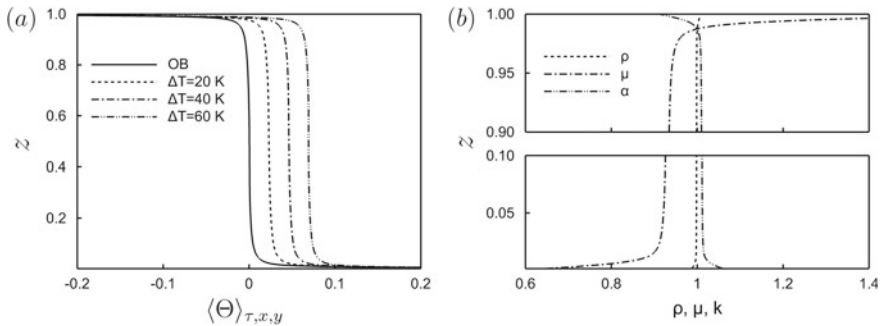 (a)
1.0
0.8
0.6
0.4
0.2
z
OB
ΔT=20 K
ΔT=40 K
ΔT=60 K
-0.2 -0.1 0 0.1 0.2
⟨Θ⟩τ,x,y
(b)
1.00
0.95
0.90
0.10
0.05
z
ρ
μ
α
0.6 0.8 1 1.2 1.4
ρ, μ, k